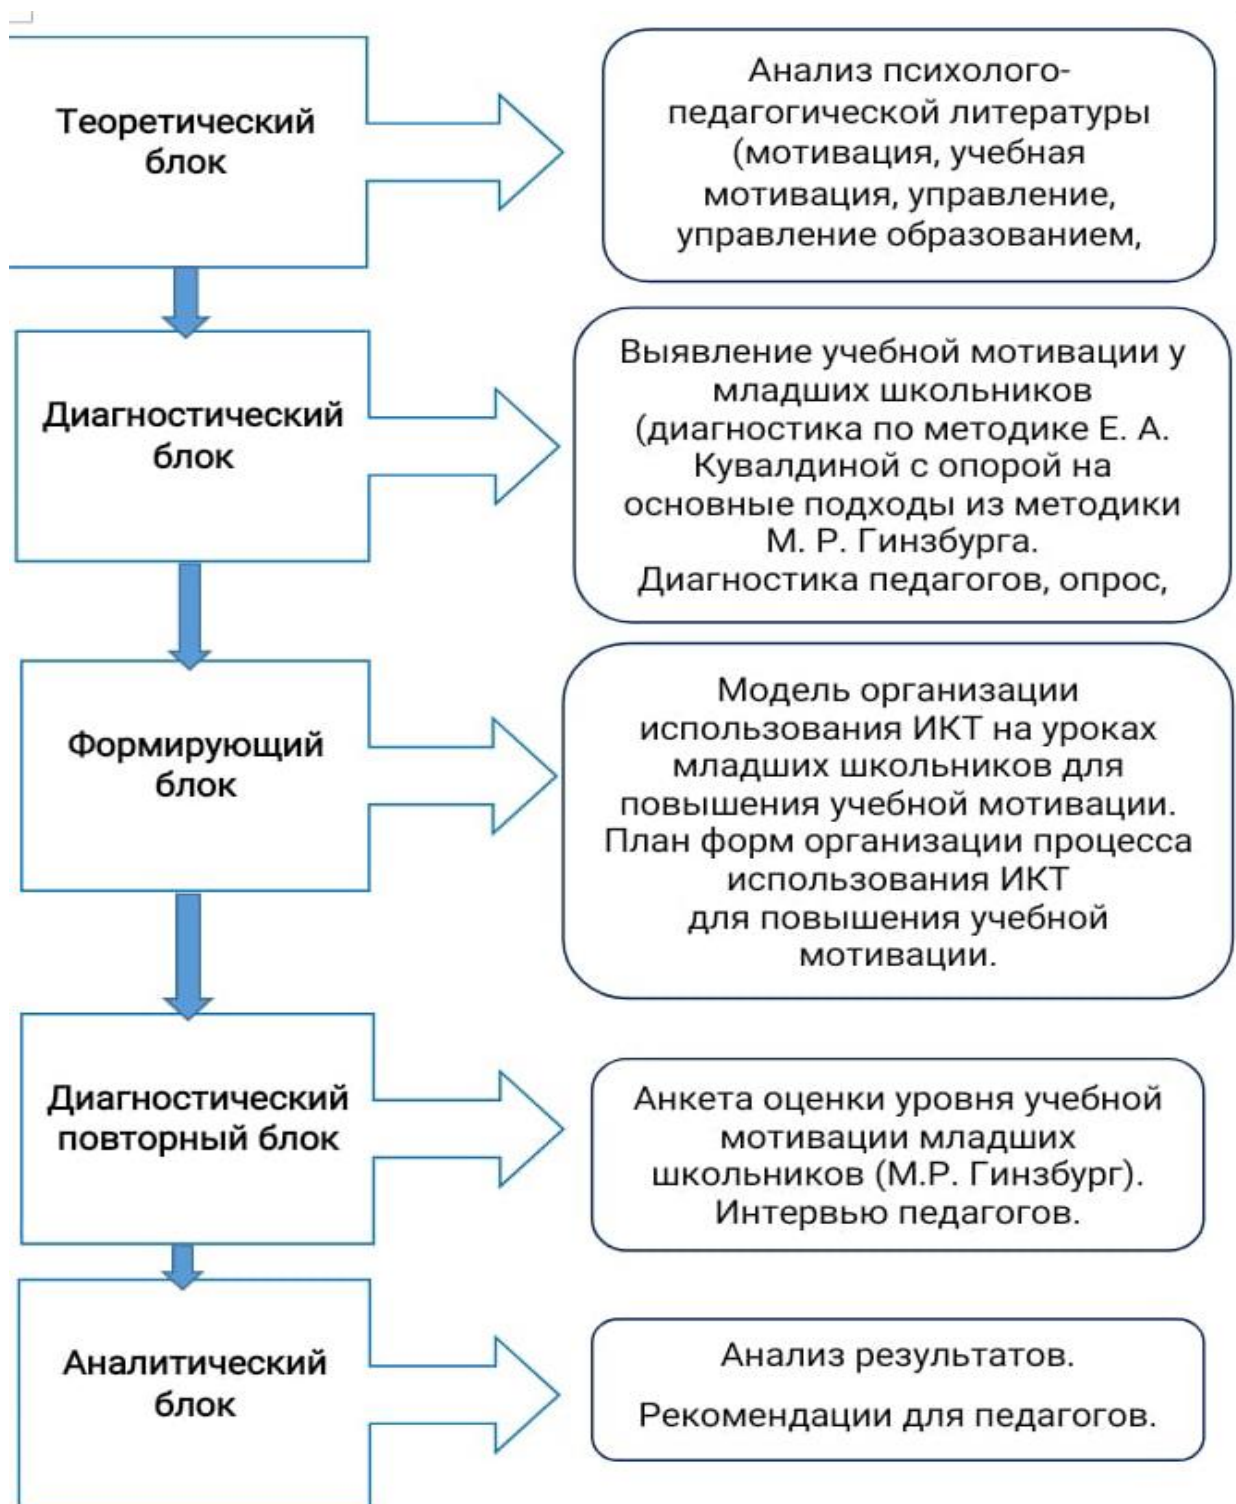 Теоретический
блок
Анализ психолого-
педагогической литературы
(мотивация, учебная
мотивация, управление,
управление образованием,
Диагностический
блок
Выявление учебной мотивации у
младших школьников
(диагностика по методике Е. А.
Кувалдиной с опорой на
основные подходы из методики
М. Р. Гинзбурга.
Диагностика педагогов, опрос,
Формирующий
блок
Модель организации
использования ИКТ на уроках
младших школьников для
повышения учебной мотивации.
План форм организации процесса
использования ИКТ
для повышения учебной
мотивации.
Диагностический
повторный блок
Анкета оценки уровня учебной
мотивации младших
школьников (М.Р. Гинзбург).
Интервью педагогов.
Аналитический
блок
Анализ результатов.
Рекомендации для педагогов.